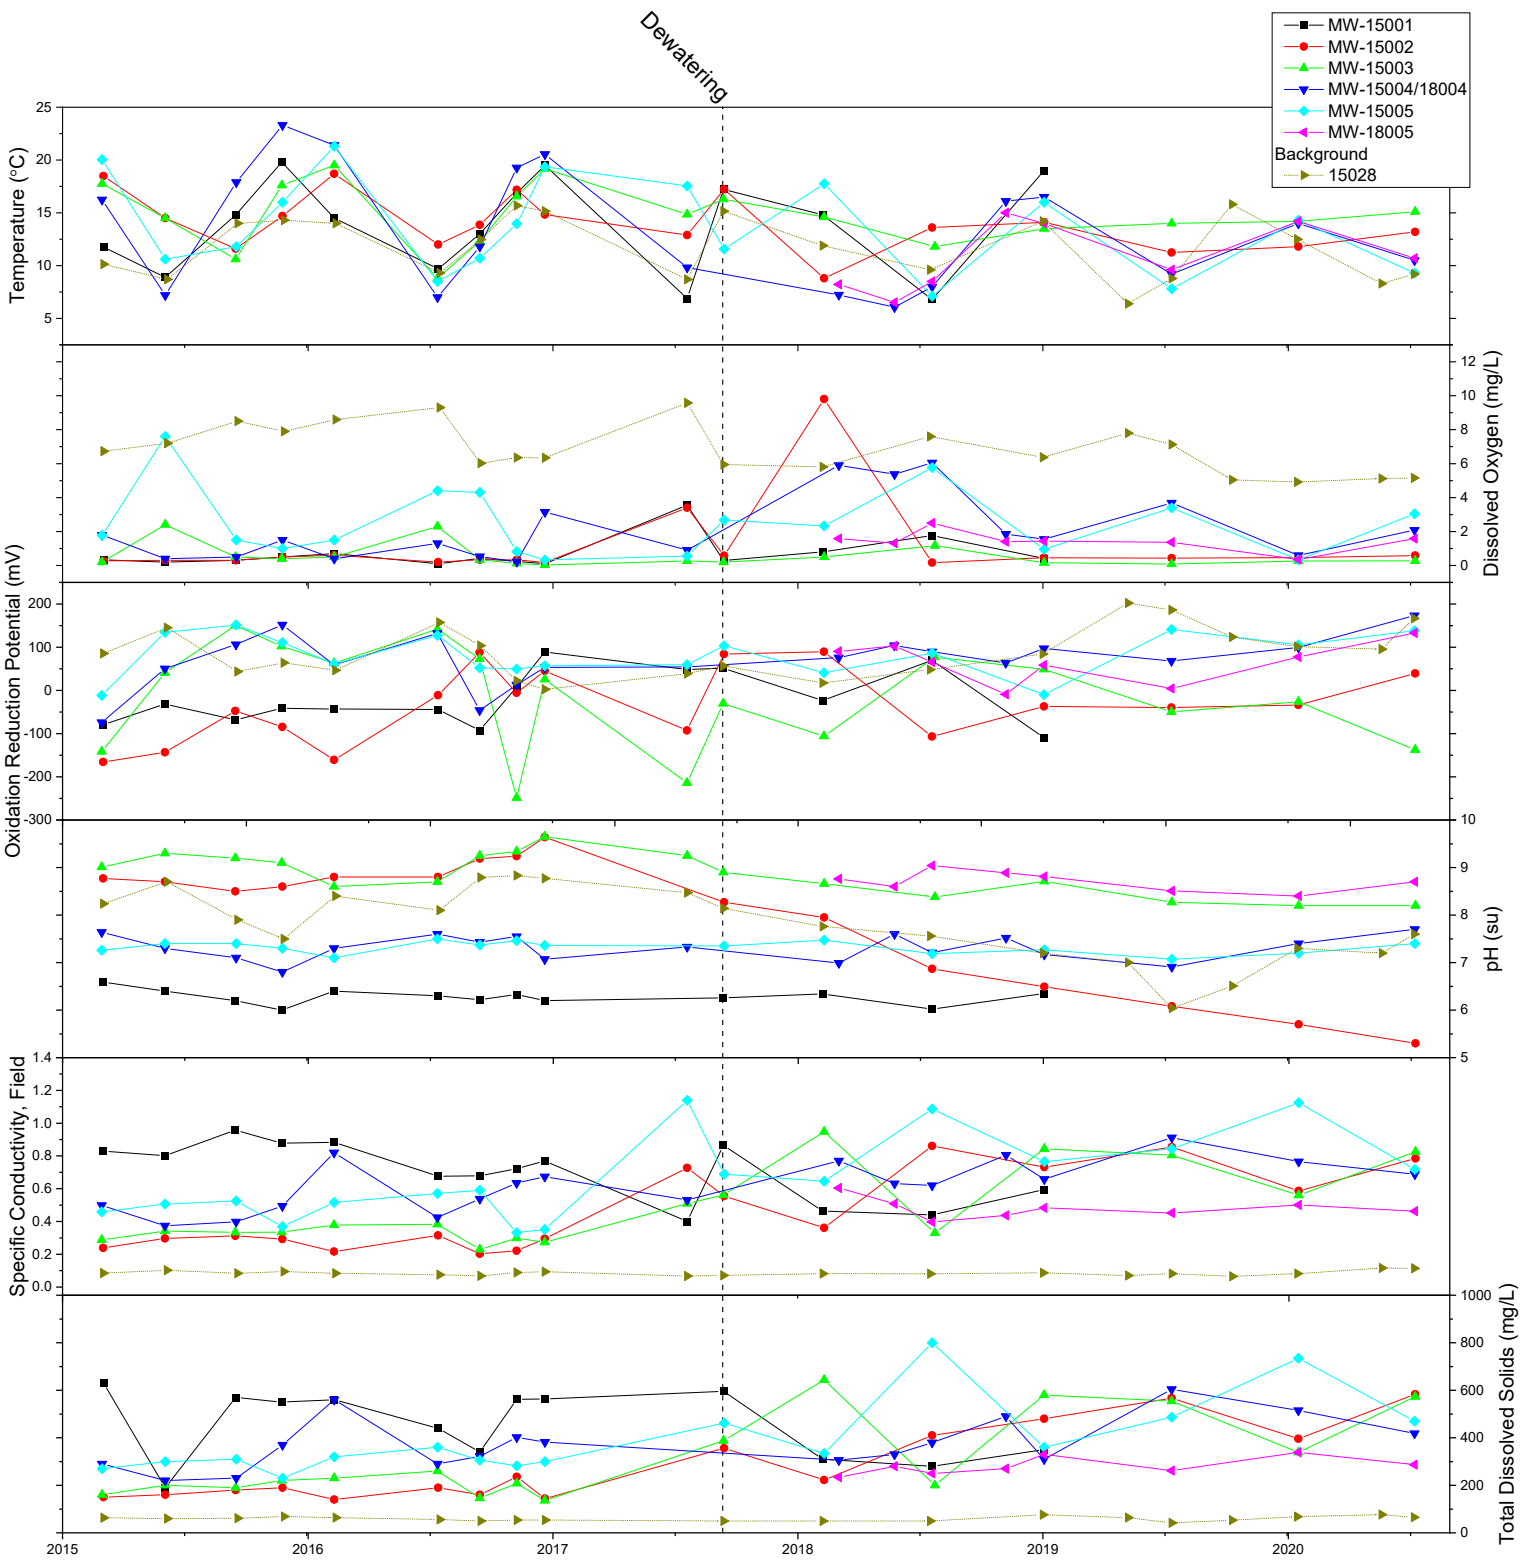 Dewatering
MW-15001
MW-15002
MW-15003
MW-15004/18004
MW-15005
MW-18005
Background
15028
Temperature (°C)
25
20
15
10
5
Dissolved Oxygen (mg/L)
12
10
8
6
4
2
0
Oxidation Reduction Potential (mV)
200
100
0
-100
-200
-300
pH (su)
10
9
8
7
6
5
Specific Conductivity, Field
1.4
1.2
1.0
0.8
0.6
0.4
0.2
0.0
Total Dissolved Solids (mg/L)
1000
800
600
400
200
0
2015 2016 2017 2018 2019 2020